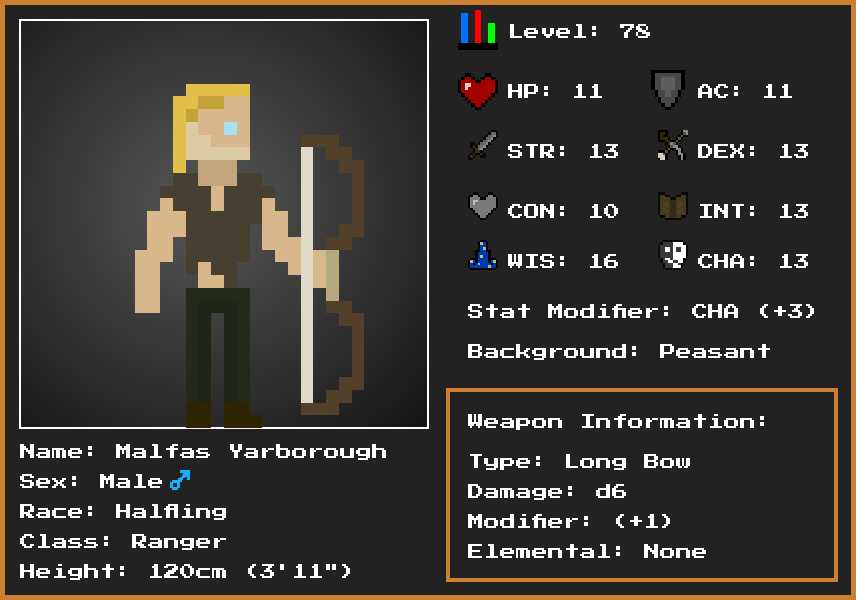 Level: 78
HP: 11
AC: 11
STR: 13
DEX: 13
CON: 10
INT: 13
WIS: 16
CHA: 13
Stat Modifier: CHA (+3)
Background: Peasant
Weapon Information:
Type: Long Bow
Damage: d6
Modifier: (+1)
Elemental: None
Name: Malfas Yarborough
Sex: Male♂
Race: Halfling
Class: Ranger
Height: 120cm (3'11")